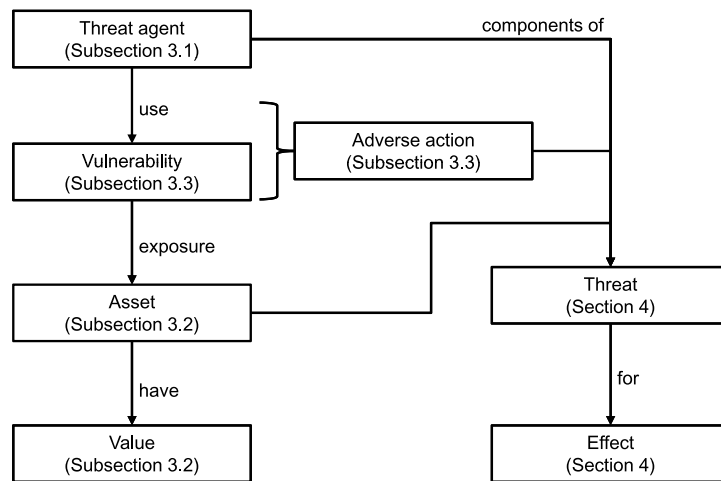 Threat agent
(Subsection 3.1)
components of
use
Vulnerability
(Subsection 3.3)
Adverse action
(Subsection 3.3)
exposure
Asset
(Subsection 3.2)
Threat
(Section 4)
have
for
Value
(Subsection 3.2)
Effect
(Section 4)